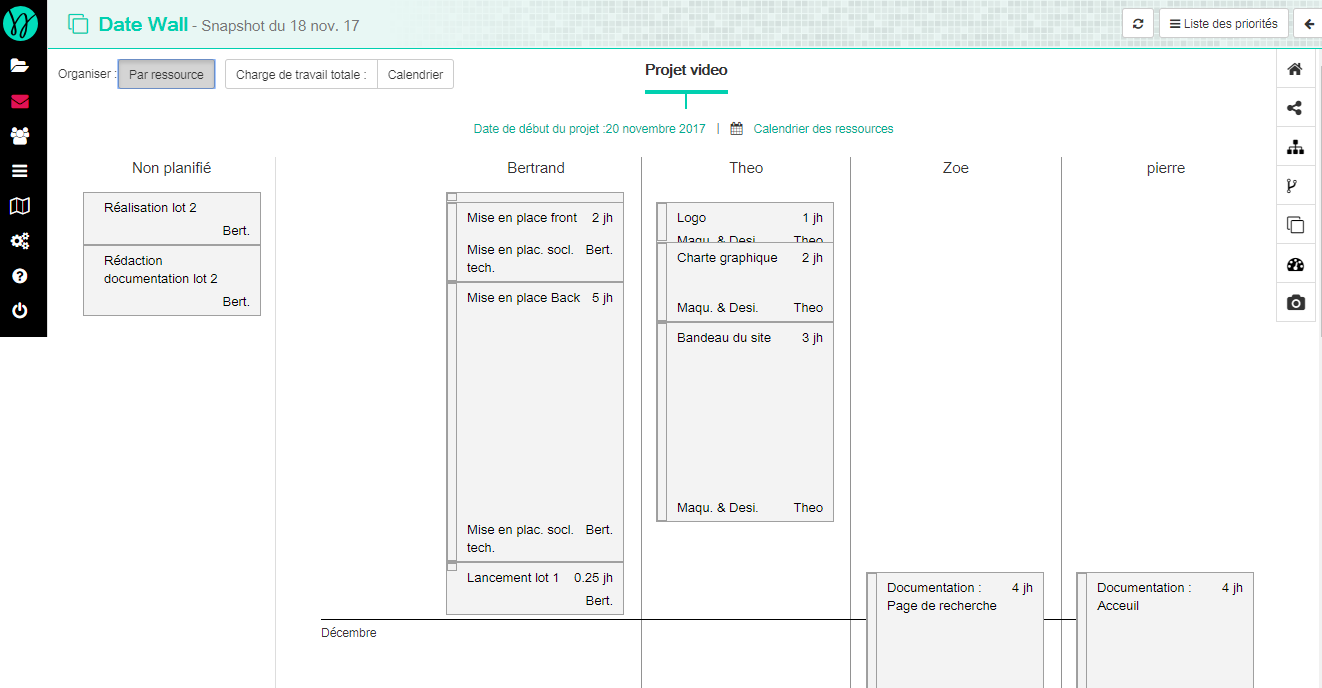 Date Wall - Snapshot du 18 nov. 17
Liste des priorités
Organiser :
Par ressource
Charge de travail totale :
Calendrier
Projet video
Date de début du projet :20 novembre 2017 | Calendrier des ressources
Non planifié
Réalisation lot 2
Bert.
Rédaction
documentation lot 2
Bert.
Bertrand
Mise en place front 2 jh
Mise en plac. socl. Bert.
tech.
Mise en place Back 5 jh
Mise en plac. socl. Bert.
tech.
Lancement lot 1 0.25 jh
Bert.
Theo
Logo 1 jh
Maqu. & Desi. Theo
Charte graphique 2 jh
Maqu. & Desi. Theo
Bandeau du site 3 jh
Maqu. & Desi. Theo
Zoe
Documentation : 4 jh
Page de recherche
pierre
Documentation : 4 jh
Acceuil
Décembre